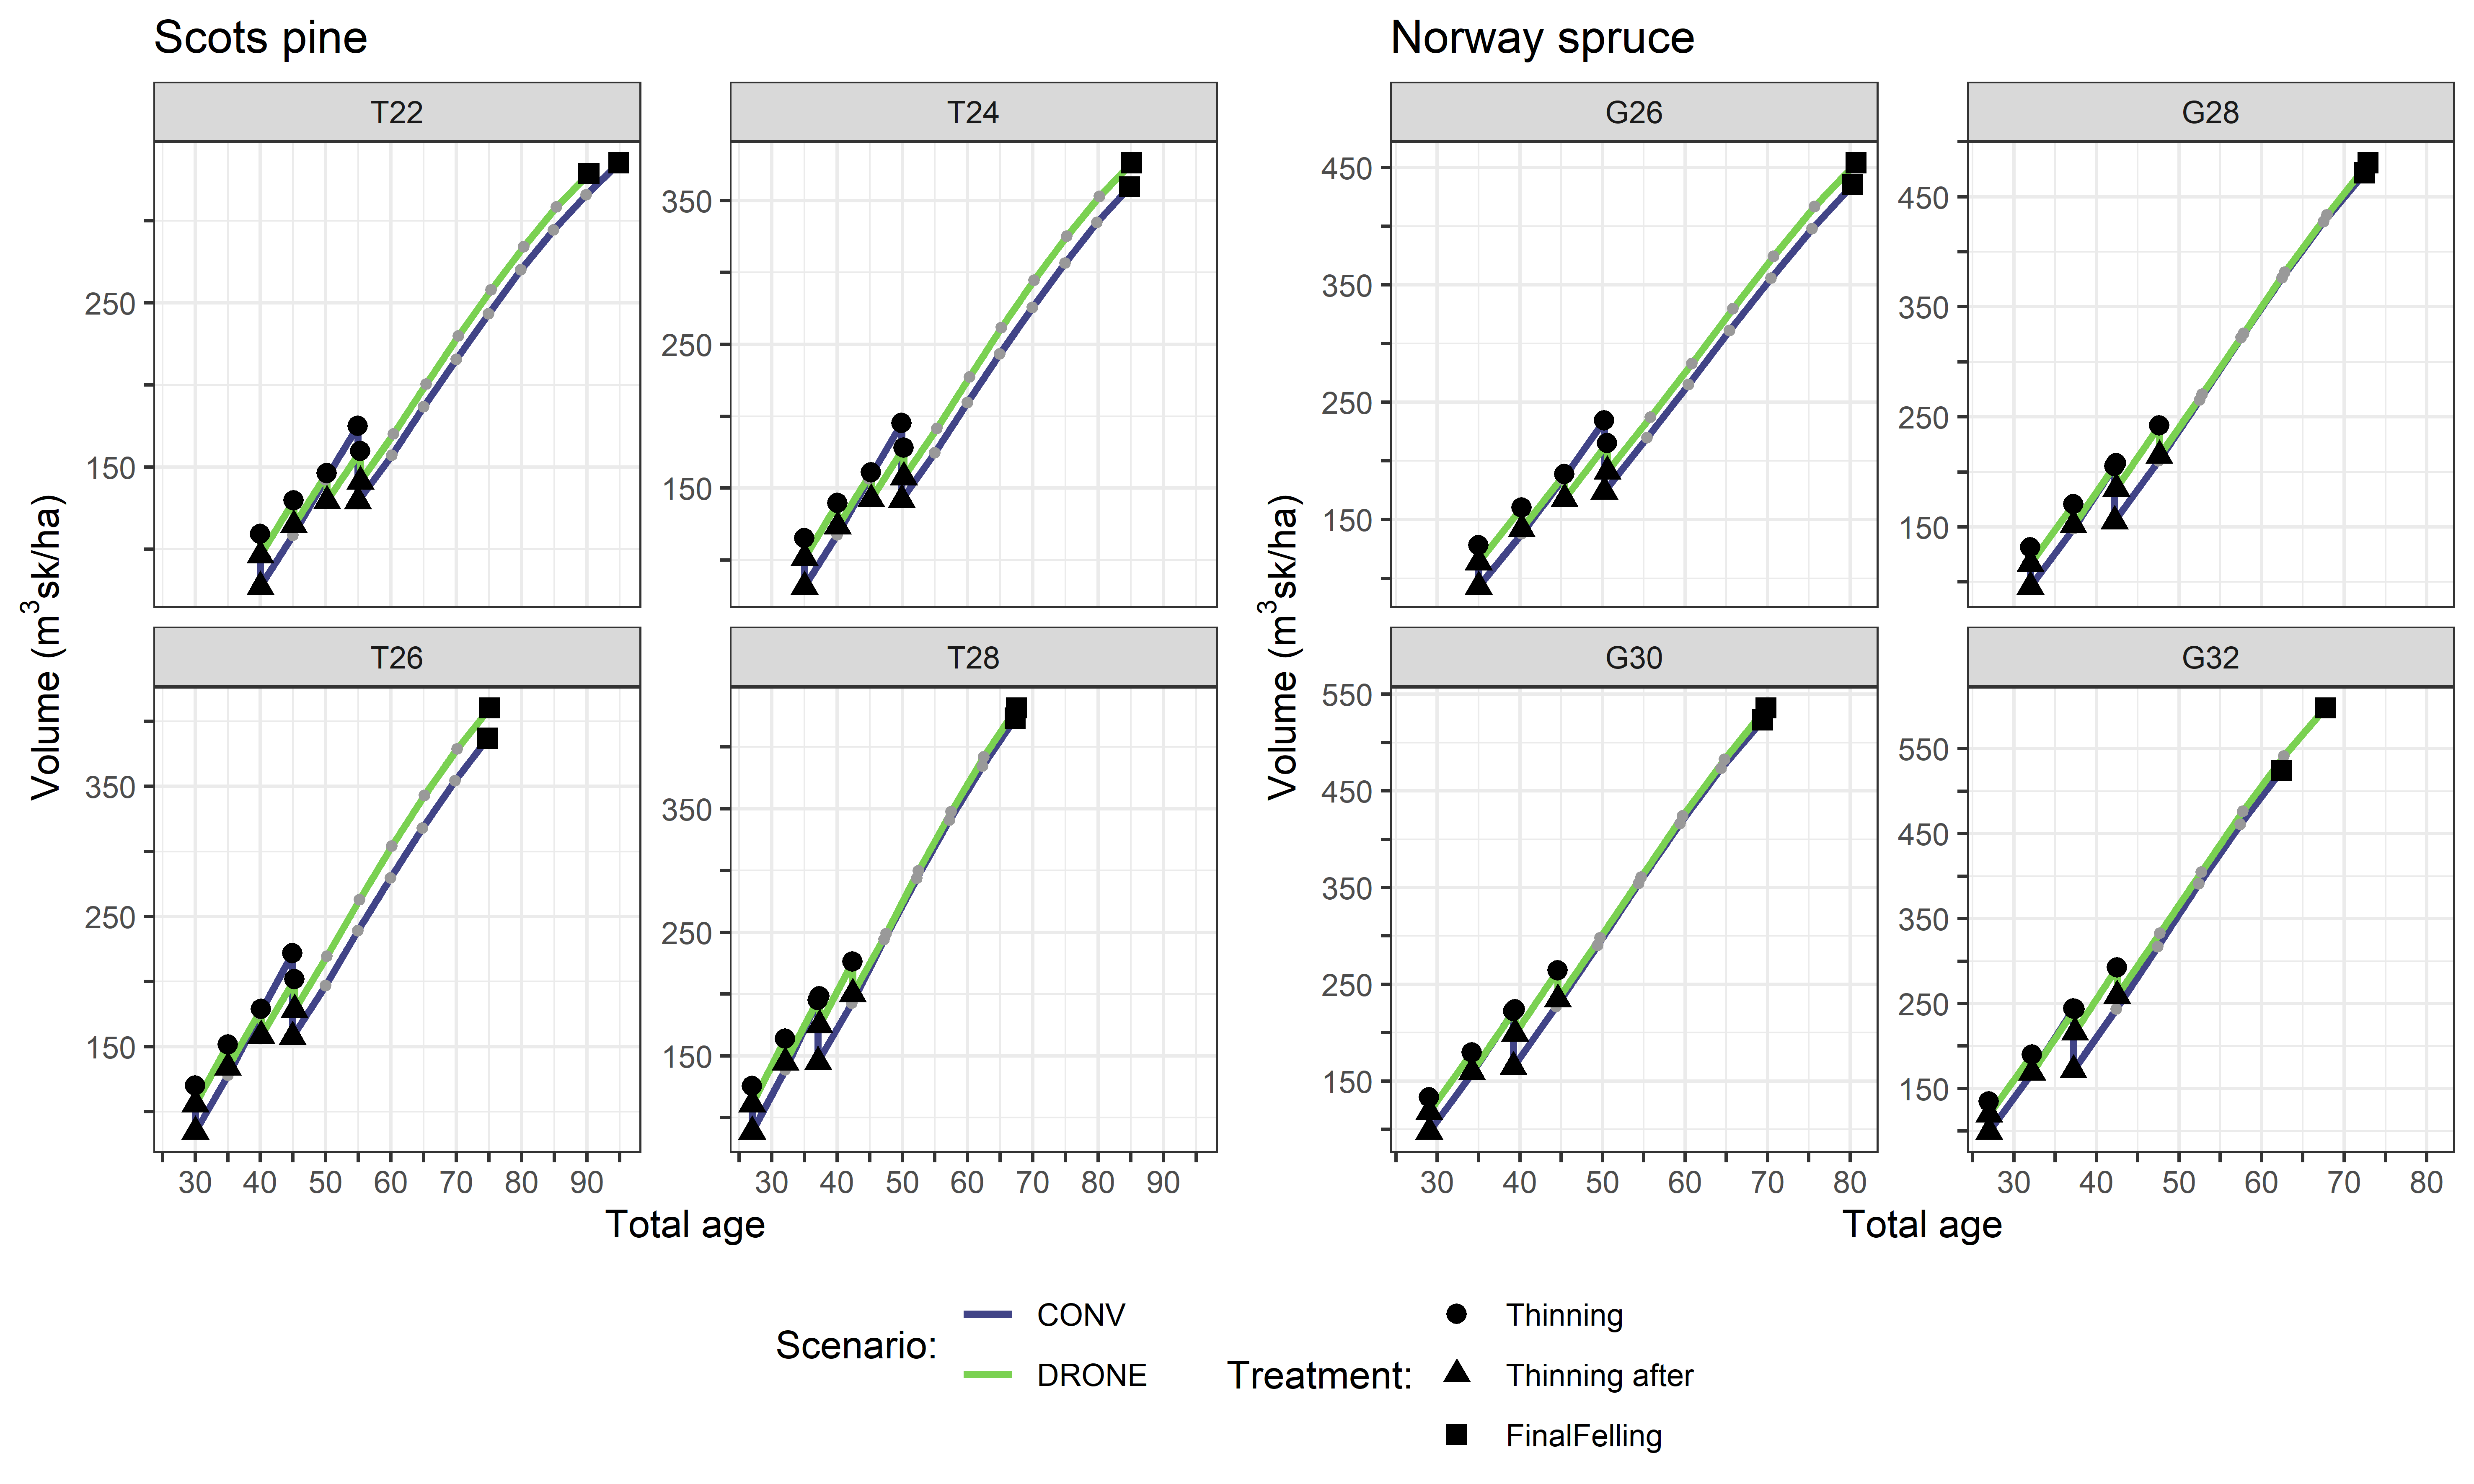 Scots pine
Norway spruce
T22
T24
G26
G28
250
150
350
250
150
450
350
250
150
450
350
250
150
Volume (m³sk/ha)
Volume (m³sk/ha)
T26
T28
G30
G32
350
250
150
350
250
150
550
450
350
250
150
550
450
350
250
150
30 40 50 60 70 80 90
30 40 50 60 70 80 90
30 40 50 60 70 80
30 40 50 60 70 80
Total age
Total age
Scenario:
CONV
DRONE
Treatment:
Thinning
Thinning after
FinalFelling